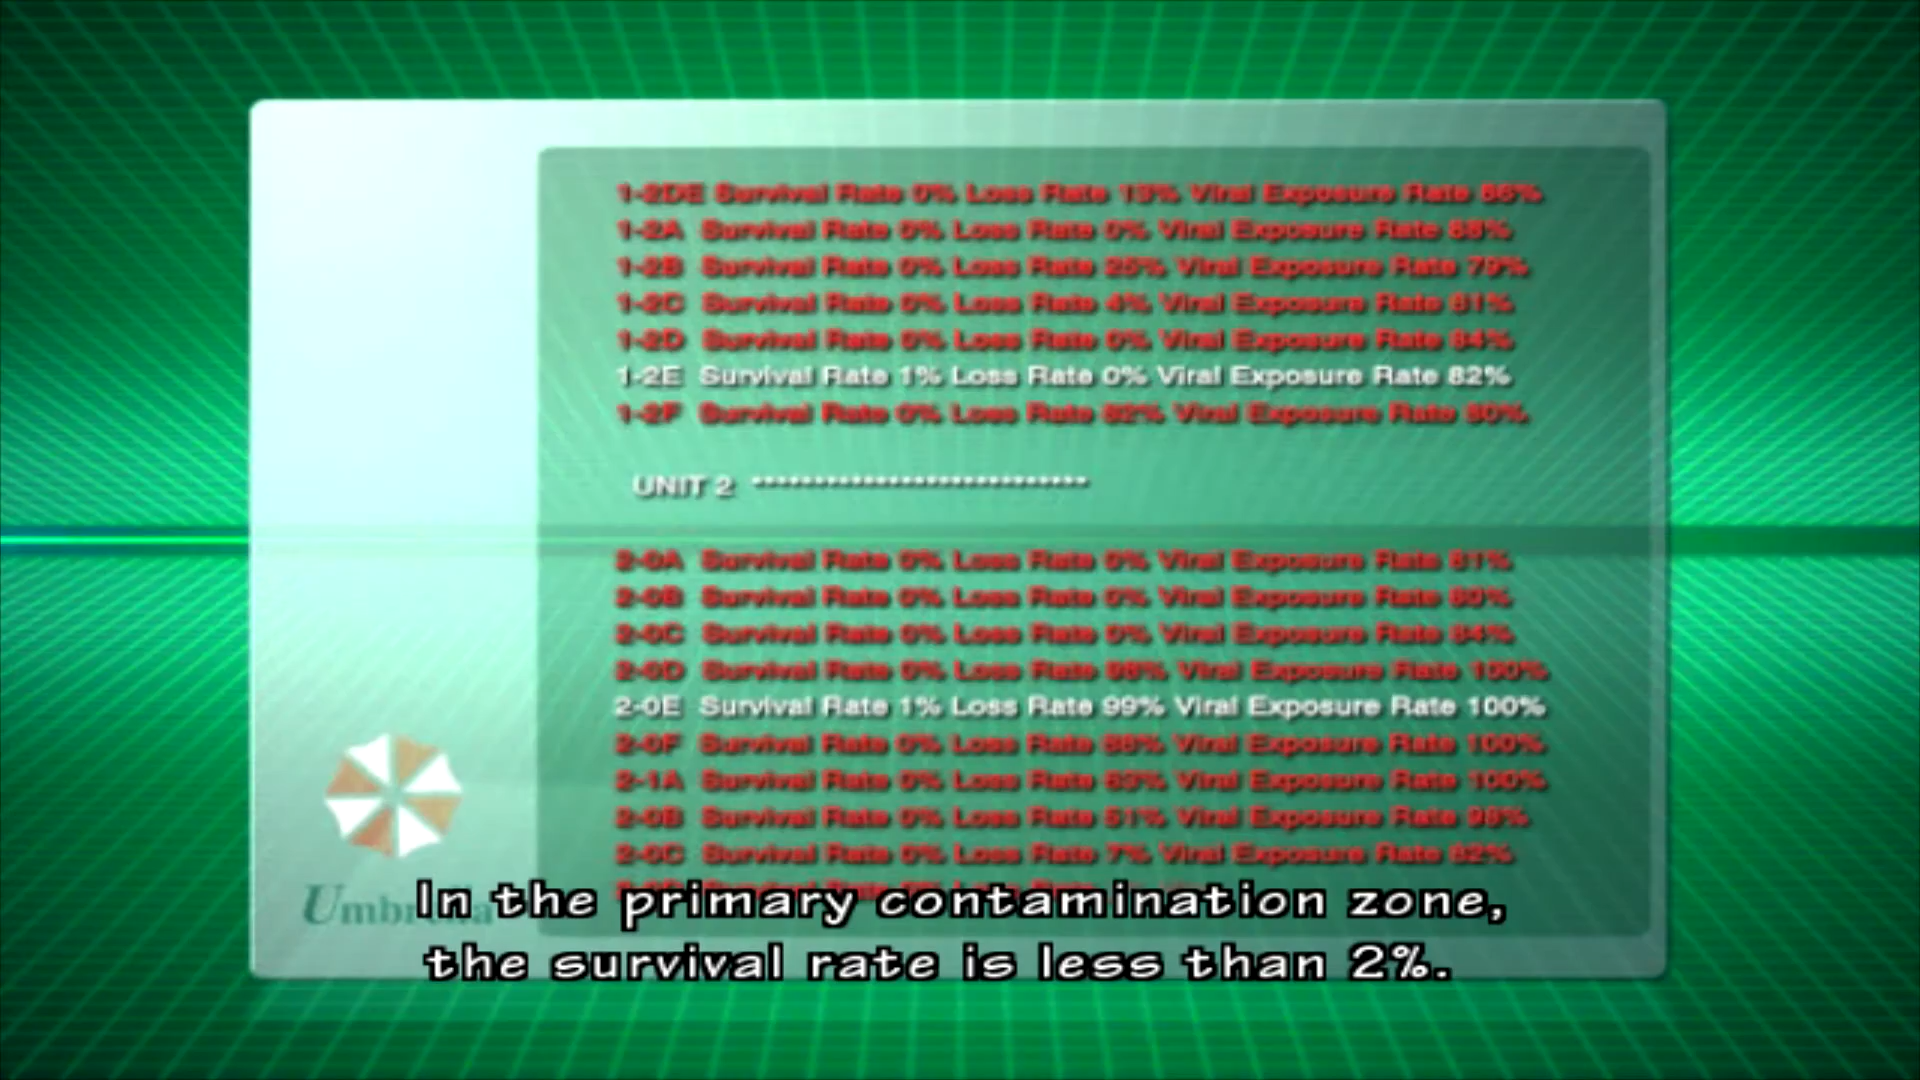 1-2DE Survival Rate 0% Loss Rate 13% Viral Exposure Rate 86%
1-2A Survival Rate 0% Loss Rate 0% Viral Exposure Rate 88%
1-2B Survival Rate 0% Loss Rate 25% Viral Exposure Rate 79%
1-2C Survival Rate 0% Loss Rate 4% Viral Exposure Rate 81%
1-2D Survival Rate 0% Loss Rate 0% Viral Exposure Rate 84%
1-2E Survival Rate 1% Loss Rate 0% Viral Exposure Rate 82%
1-2F Survival Rate 0% Loss Rate 82% Viral Exposure Rate 80%
UNIT 2 ****************************
2-0A Survival Rate 0% Loss Rate 0% Viral Exposure Rate 81%
2-0B Survival Rate 0% Loss Rate 0% Viral Exposure Rate
2-0C Survival Rate 0% Loss Rate 0% Viral Exposure Rate 84%
2-0D Survival Rate 0% Loss Rate 98% Viral Exposure Rate 100%
2-0E Survival Rate 1% Loss Rate 99% Viral Exposure Rate 100%
2-0F Survival Rate 0% Loss Rate Viral Exposure Rate 100%
2-1A Survival Rate 0% Loss Rate 63% Viral Exposure Rate 100%
2-0B Survival Rate 0% Loss Rate 51% Viral Exposure Rate 98%
2-0C Survival Rate 0% Loss Rate 7% Viral Exposure Rate 82%
Umbrella
In the primary contamination zone,
the survival rate is less than 2%.